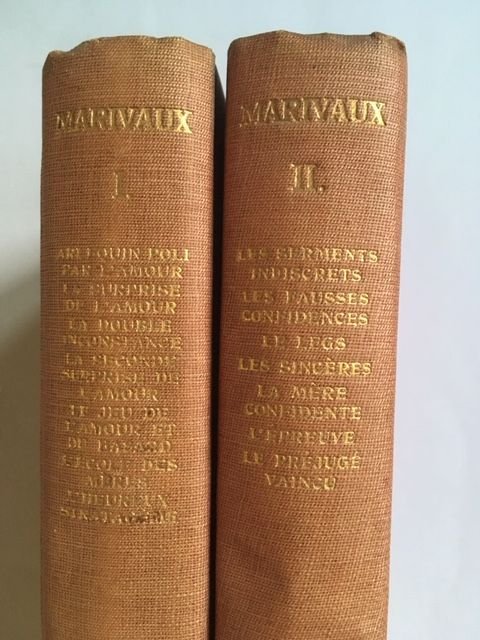 MARIVAUX
I.
ARLEQUIN POLI
PAR L'AMOUR
LA SURPRISE
DE L'AMOUR
LA DOUBLE
INCONSTANCE
LA SECONDE
SURPRISE DE
L'AMOUR
LE JEU DE
L'AMOUR ET
DU HASARD
L'ÉCOLE DES
MÈRES
L'HEUREUX
STRATAGÈME
MARIVAUX
II.
LES SERMENTS
INDISCRETS
LES FAUSSES
CONFIDENCES
LE LEGS
LES SINCÈRES
LA MÈRE
CONFIDENTE
L'ÉPREUVE
LE PRÉJUGÉ
VAINCU